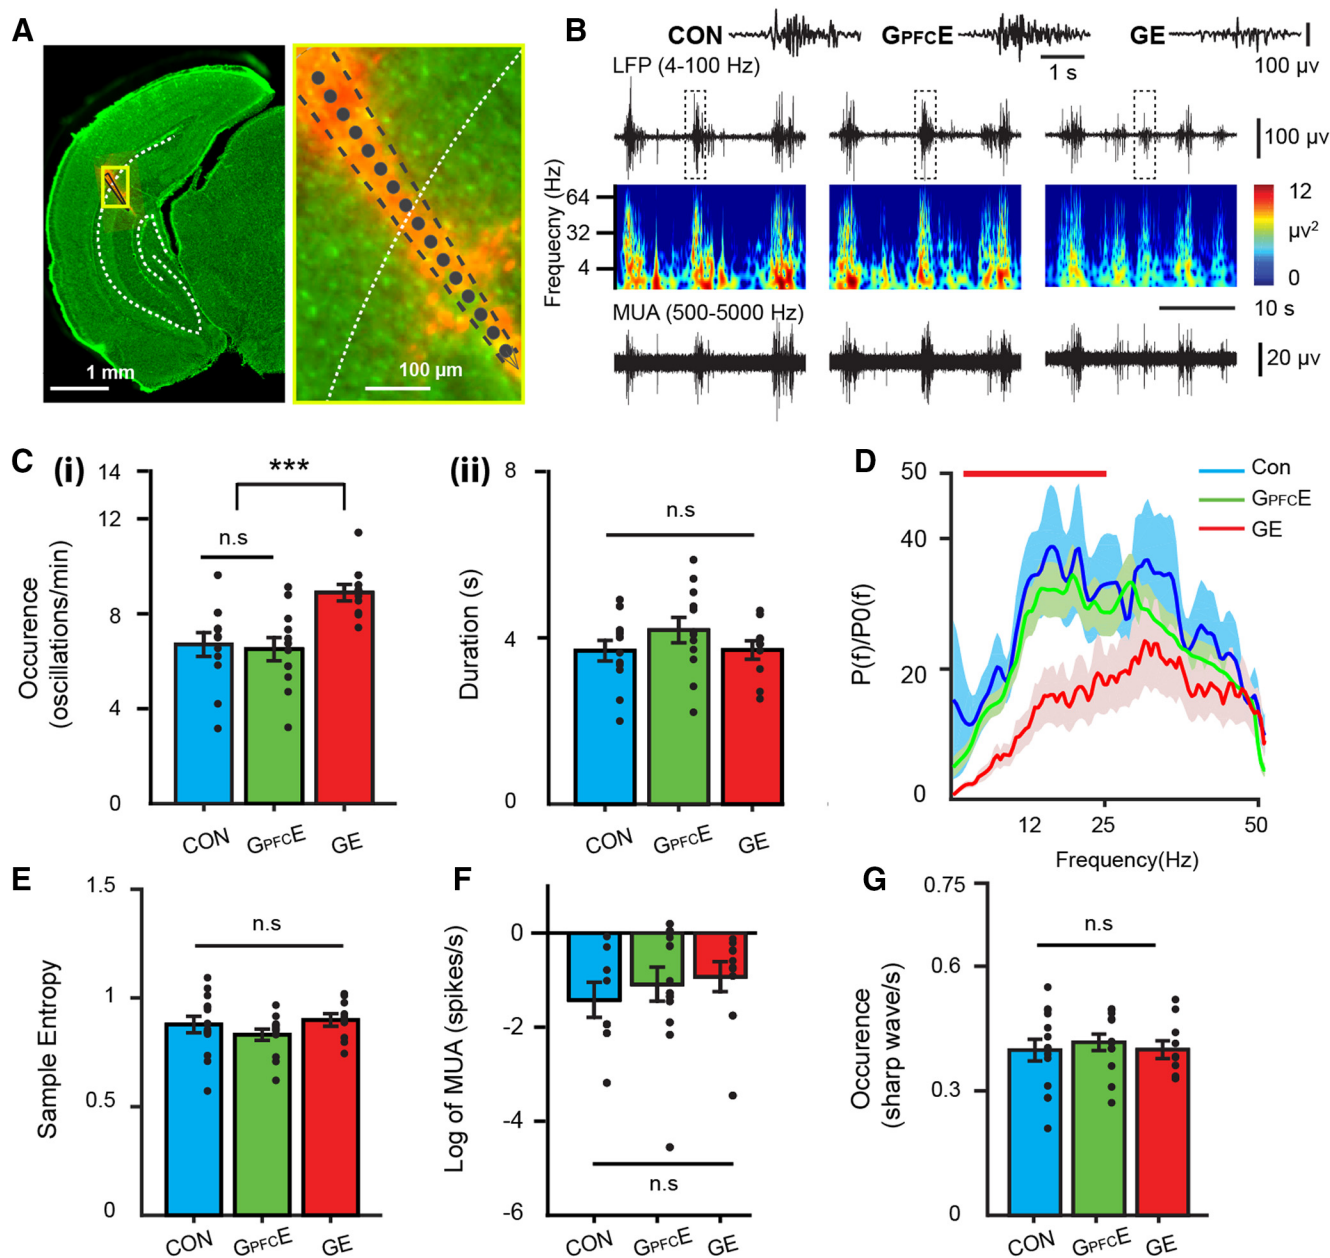 A
1 mm
100 µm
B
CON
GPFCE
GE
1 s
100 µv
LFP (4-100 Hz)
100 µv
Frequecny (Hz)
64
32
4
12
µv2
0
MUA (500-5000 Hz)
10 s
20 µv
C
(i)
Occurence
(oscillations/min)
14
12
8
4
0
n.s
***
CON
GPFCE
GE
(ii)
Duration (s)
8
4
0
n.s
CON
GPFCE
GE
D
P(f)/P0(f)
50
40
20
0
12
25
50
Frequency(Hz)
Con
GPFCE
GE
E
Sample Entropy
1.5
1
0.5
0
n.s
CON
GPFCE
GE
F
Log of MUA (spikes/s)
0
-2
-4
-6
n.s
CON
GPFCE
GE
G
Occurence
(sharp wave/s)
0.75
0.6
0.3
0
n.s
CON
GPFCE
GE